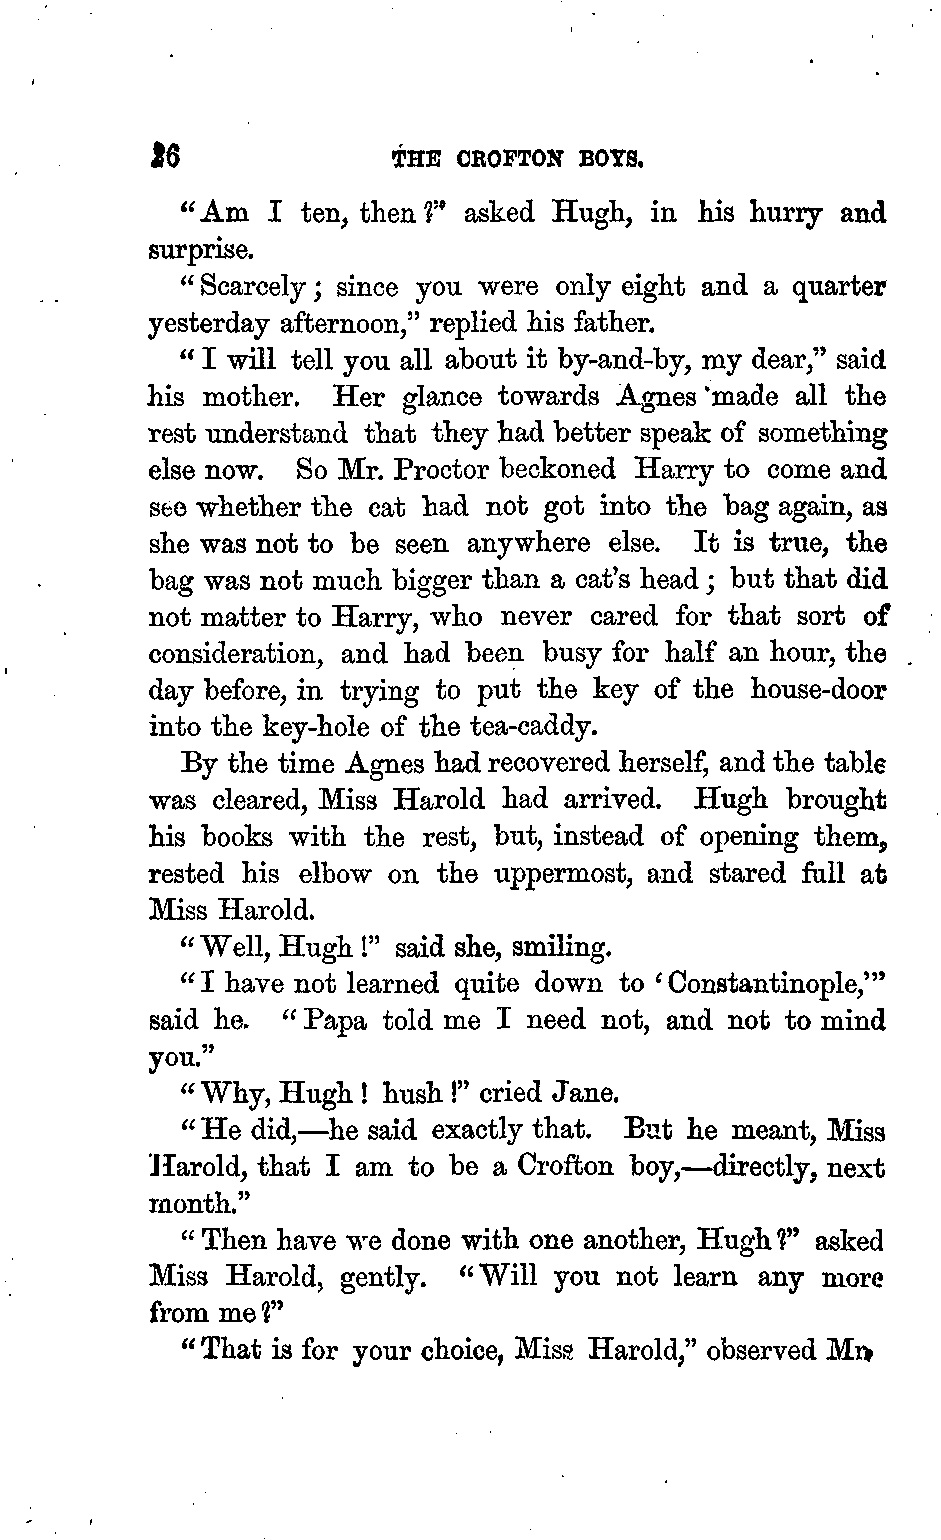 26 THE CROFTON BOYS.
"Am I ten, then?" asked Hugh, in his hurry and
surprise.
"Scarcely; since you were only eight and a quarter
yesterday afternoon," replied his father.
"I will tell you all about it by-and-by, my dear," said
his mother. Her glance towards Agnes made all the
rest understand that they had better speak of something
else now. So Mr. Proctor beckoned Harry to come and
see whether the cat had not got into the bag again, as
she was not to be seen anywhere else. It is true, the
bag was not much bigger than a cat's head; but that did
not matter to Harry, who never cared for that sort of
consideration, and had been busy for half an hour, the
day before, in trying to put the key of the house-door
into the key-hole of the tea-caddy.
By the time Agnes had recovered herself, and the table
was cleared, Miss Harold had arrived. Hugh brought
his books with the rest, but, instead of opening them,
rested his elbow on the uppermost, and stared full at
Miss Harold.
"Well, Hugh!" said she, smiling.
"I have not learned quite down to 'Constantinople,'"
said he. "Papa told me I need not, and not to mind
you."
"Why, Hugh! hush!" cried Jane.
"He did,—he said exactly that. But he meant, Miss
Harold, that I am to be a Crofton boy,—directly, next
month."
"Then have we done with one another, Hugh?" asked
Miss Harold, gently. "Will you not learn any more
from me?"
"That is for your choice, Miss Harold," observed Mr.